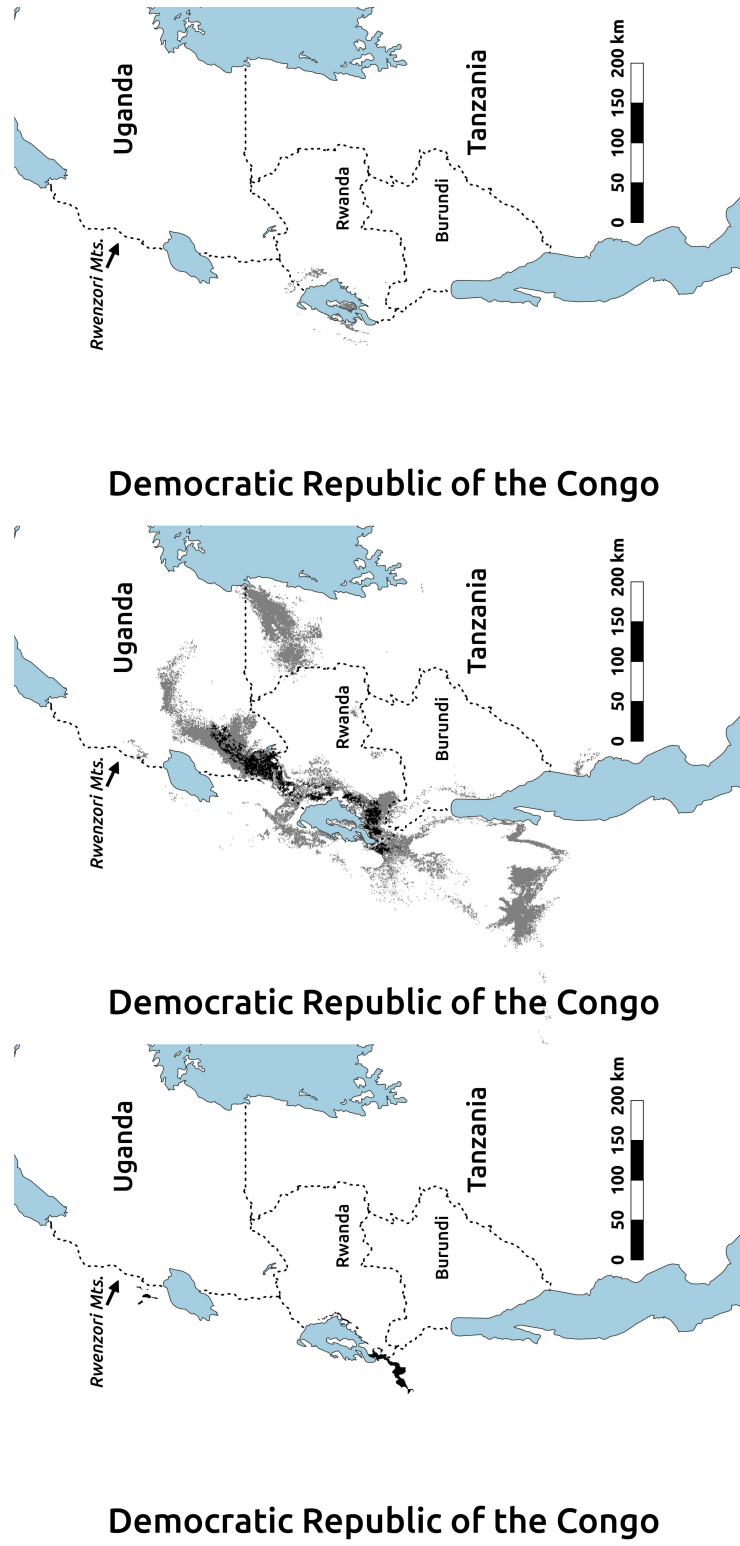 Uganda
Rwenzori Mts.
Rwanda
Burundi
Tanzania
0 50 100 150 200 km
Democratic Republic of the Congo
Uganda
Rwenzori Mts.
Rwanda
Burundi
Tanzania
0 50 100 150 200 km
Democratic Republic of the Congo
Uganda
Rwenzori Mts.
Rwanda
Burundi
Tanzania
0 50 100 150 200 km
Democratic Republic of the Congo